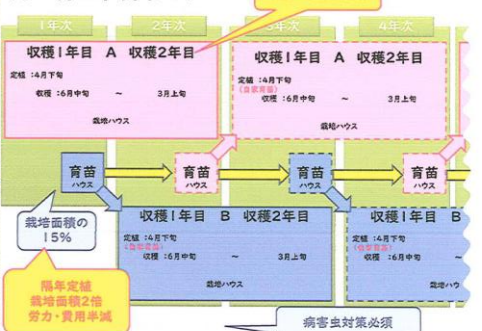 1年次 2年次 3年次 4年次
収穫1年目 A 収穫2年目
定植：4月下旬
収穫：6月中旬 ～ 3月上旬
栽培ハウス
収穫1年目 A 収穫2年目
定植：4月下旬
(自家育苗)
収穫：6月中旬 ～ 3月上旬
栽培ハウス
育苗
ハウス
育苗
ハウス
育苗
ハウス
育苗
ハウス
栽培面積の
15%
収穫1年目 B 収穫2年目
定植：4月下旬
(自家育苗)
収穫：6月中旬 ～ 3月上旬
栽培ハウス
収穫1年目 B
定植：4月下旬
(自家育苗)
収穫：6月中旬 ～
栽培ハウ
隔年定植
栽培面積2倍
労力・費用半減
病害虫対策必須